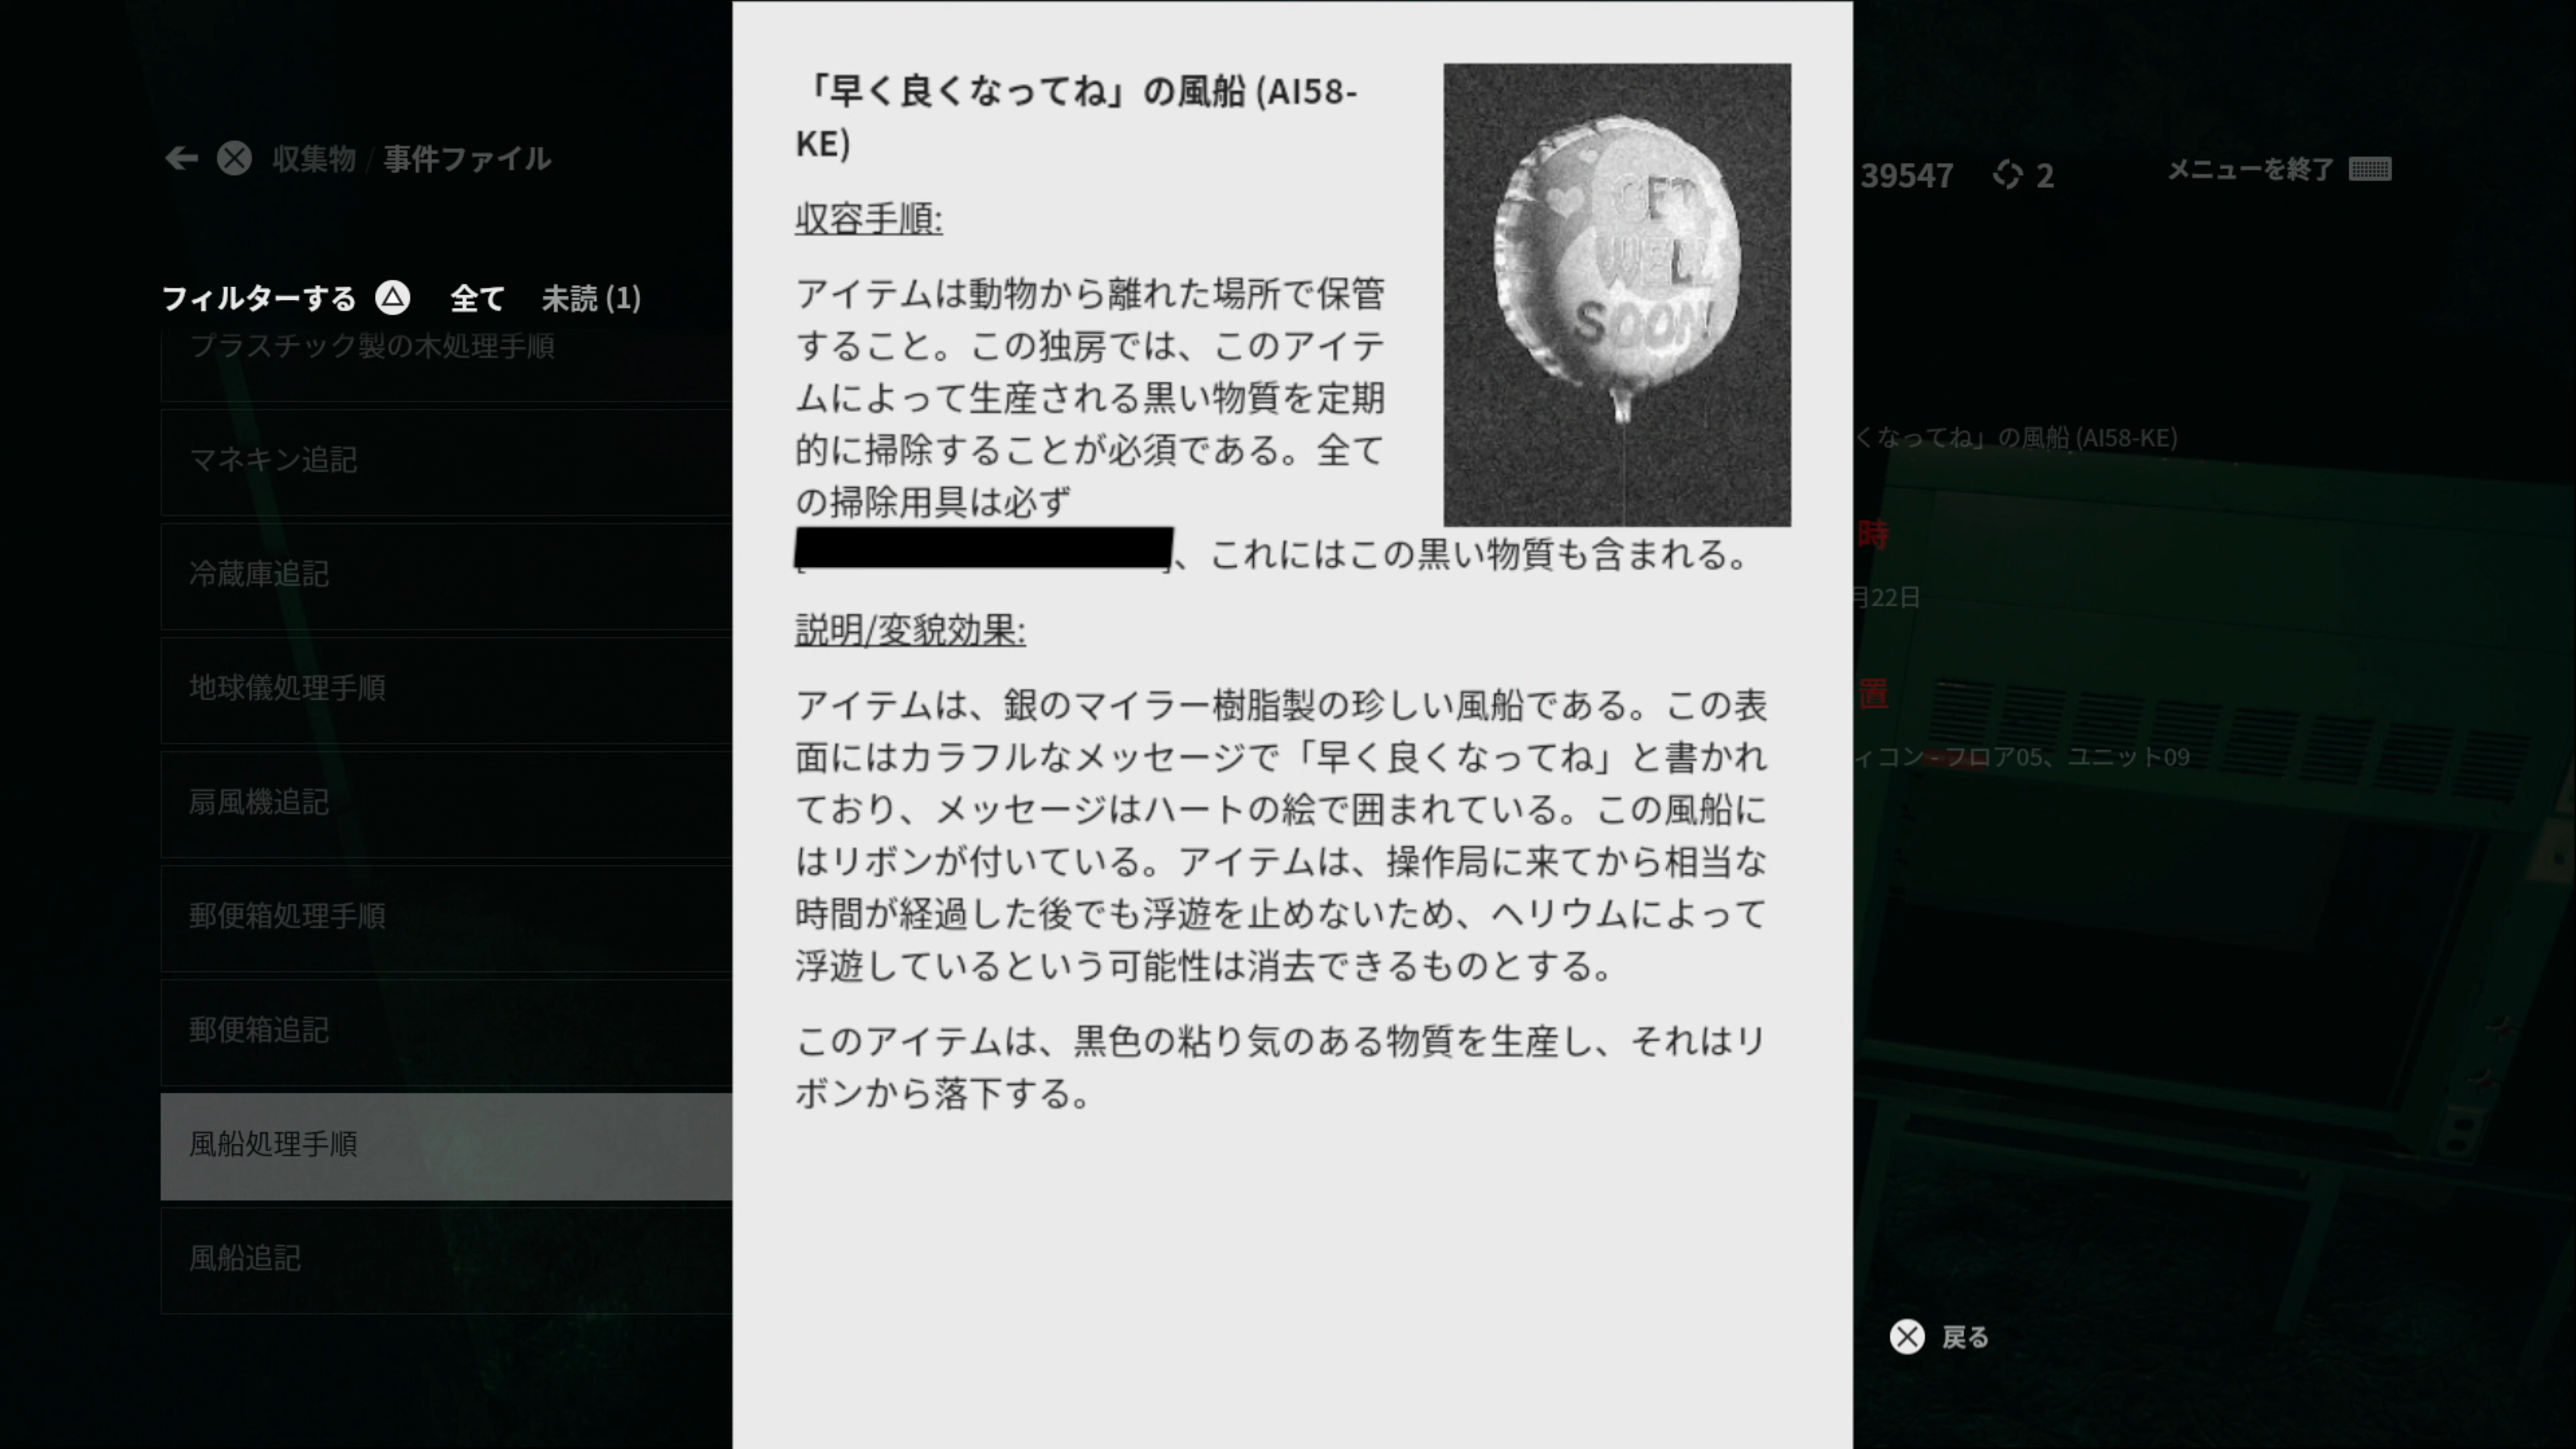 収集物 / 事件ファイル
39547
2
メニューを終了
フィルターする
全て
未読 (1)
プラスチック製の木処理手順
マネキン追記
冷蔵庫追記
地球儀処理手順
扇風機追記
郵便箱処理手順
郵便箱追記
風船処理手順
風船追記
「早く良くなってね」の風船 (AI58-
KE)
収容手順:
アイテムは動物から離れた場所で保管
すること。この独房では、このアイテ
ムによって生産される黒い物質を定期
的に掃除することが必須である。全て
の掃除用具は必ず
、これにはこの黒い物質も含まれる。
説明/変貌効果:
アイテムは、銀のマイラー樹脂製の珍しい風船である。この表
面にはカラフルなメッセージで「早く良くなってね」と書かれ
ており、メッセージはハートの絵で囲まれている。この風船に
はリボンが付いている。アイテムは、操作局に来てから相当な
時間が経過した後でも浮遊を止めないため、ヘリウムによって
浮遊しているという可能性は消去できるものとする。
このアイテムは、黒色の粘り気のある物質を生産し、それはリ
ボンから落下する。
GET
WELL
SOON!
くなってね」の風船 (AI58-KE)
時
月22日
置
ィコン - フロア05、ユニット09
戻る